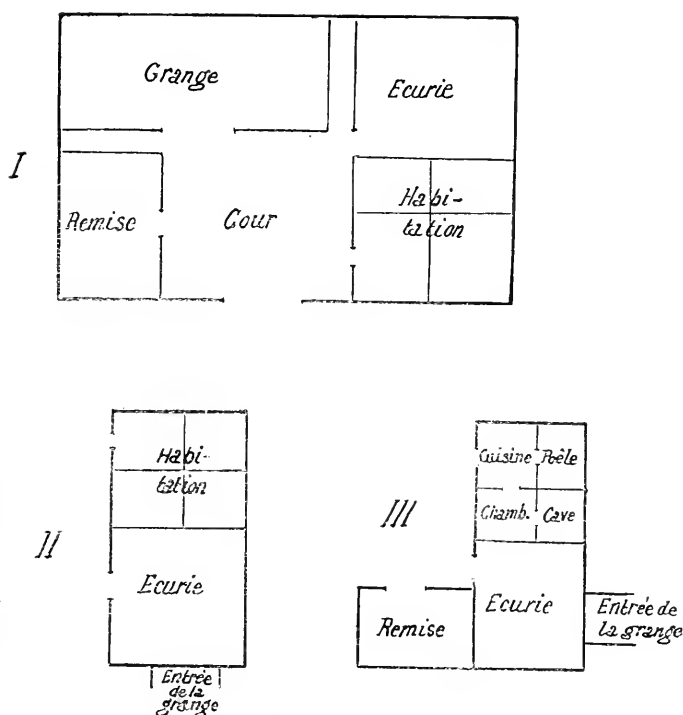 Grange
Ecurie
I
Habi-
tation
Remise
Cour
Habi-
tation
II
Ecurie
Entrée
de la
grange
Cuisine Poêle
Chamb. Cave
III
Ecurie
Remise
Entrée de
la grange